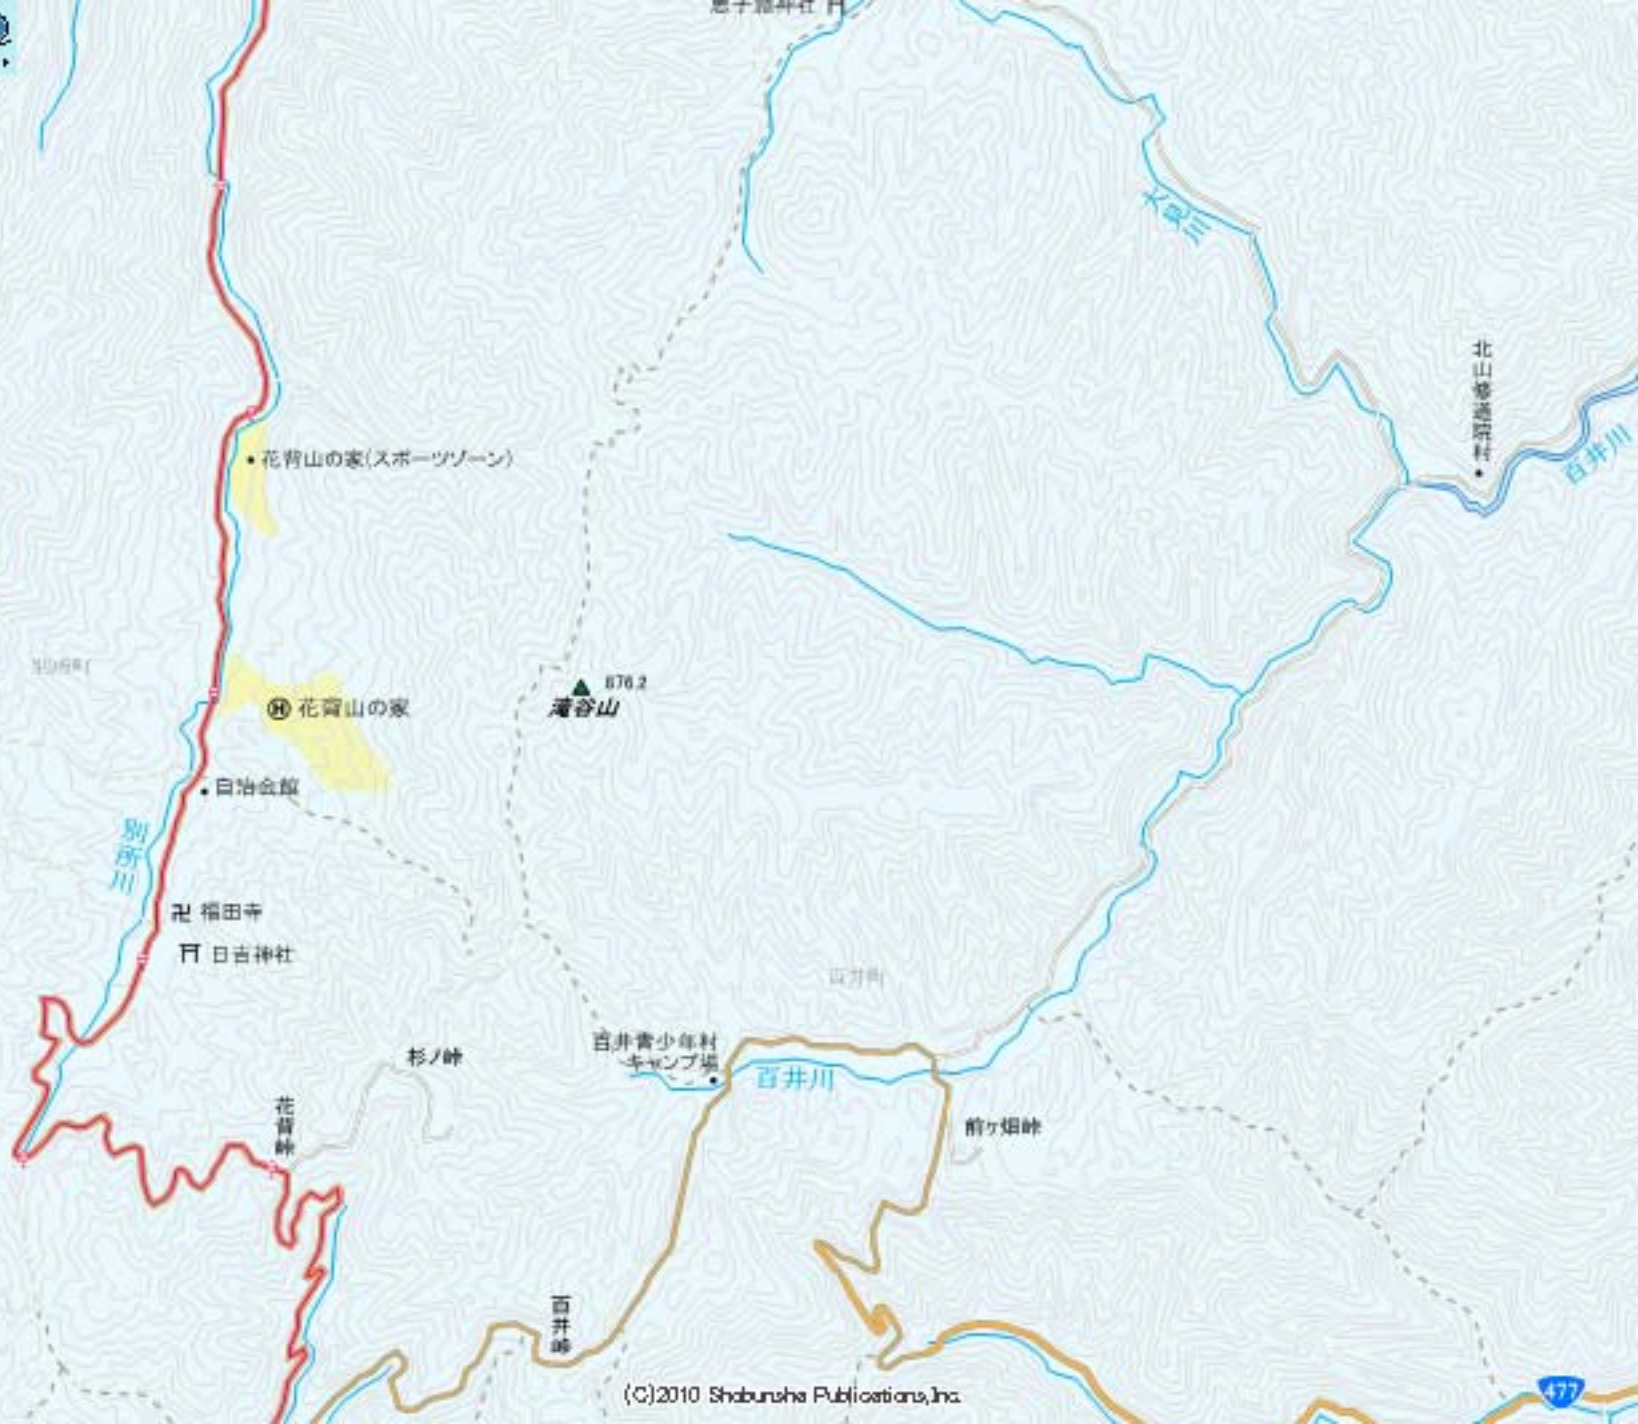 大見川
北山修道院村
百井川
花背山の家(スポーツゾーン)
876.2
滝谷山
花背山の家
自治会館
別所川
福田寺
日吉神社
百井町
百井青少年村
キャンプ場
百井川
杉ノ峠
花背峠
前ヶ畑峠
百井峠
(C)2010 Shobunsha Publications,Inc.
477